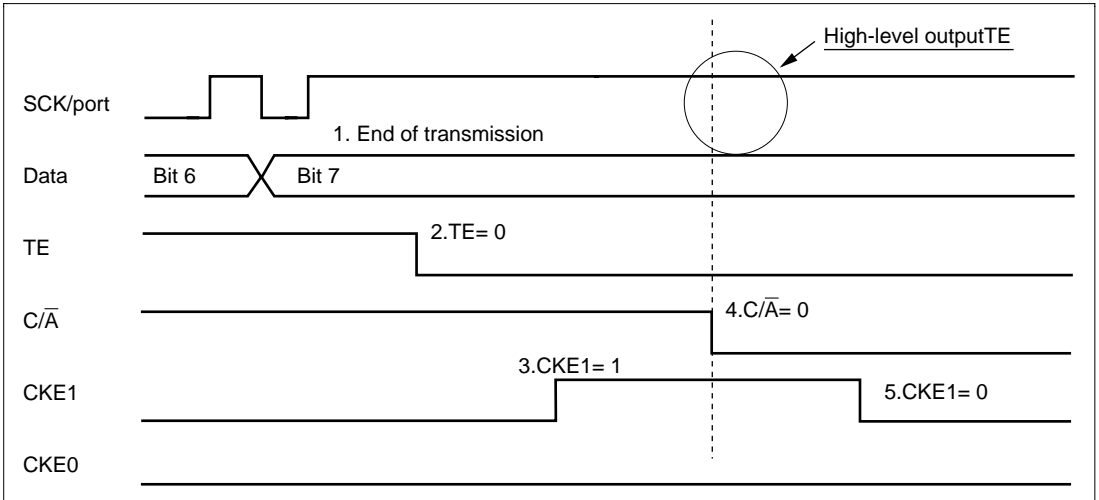 High-level outputTE
SCK/port
1. End of transmission
Data
Bit 6
Bit 7
TE
2.TE= 0
C/A̅
4.C/A̅= 0
3.CKE1= 1
CKE1
5.CKE1= 0
CKE0